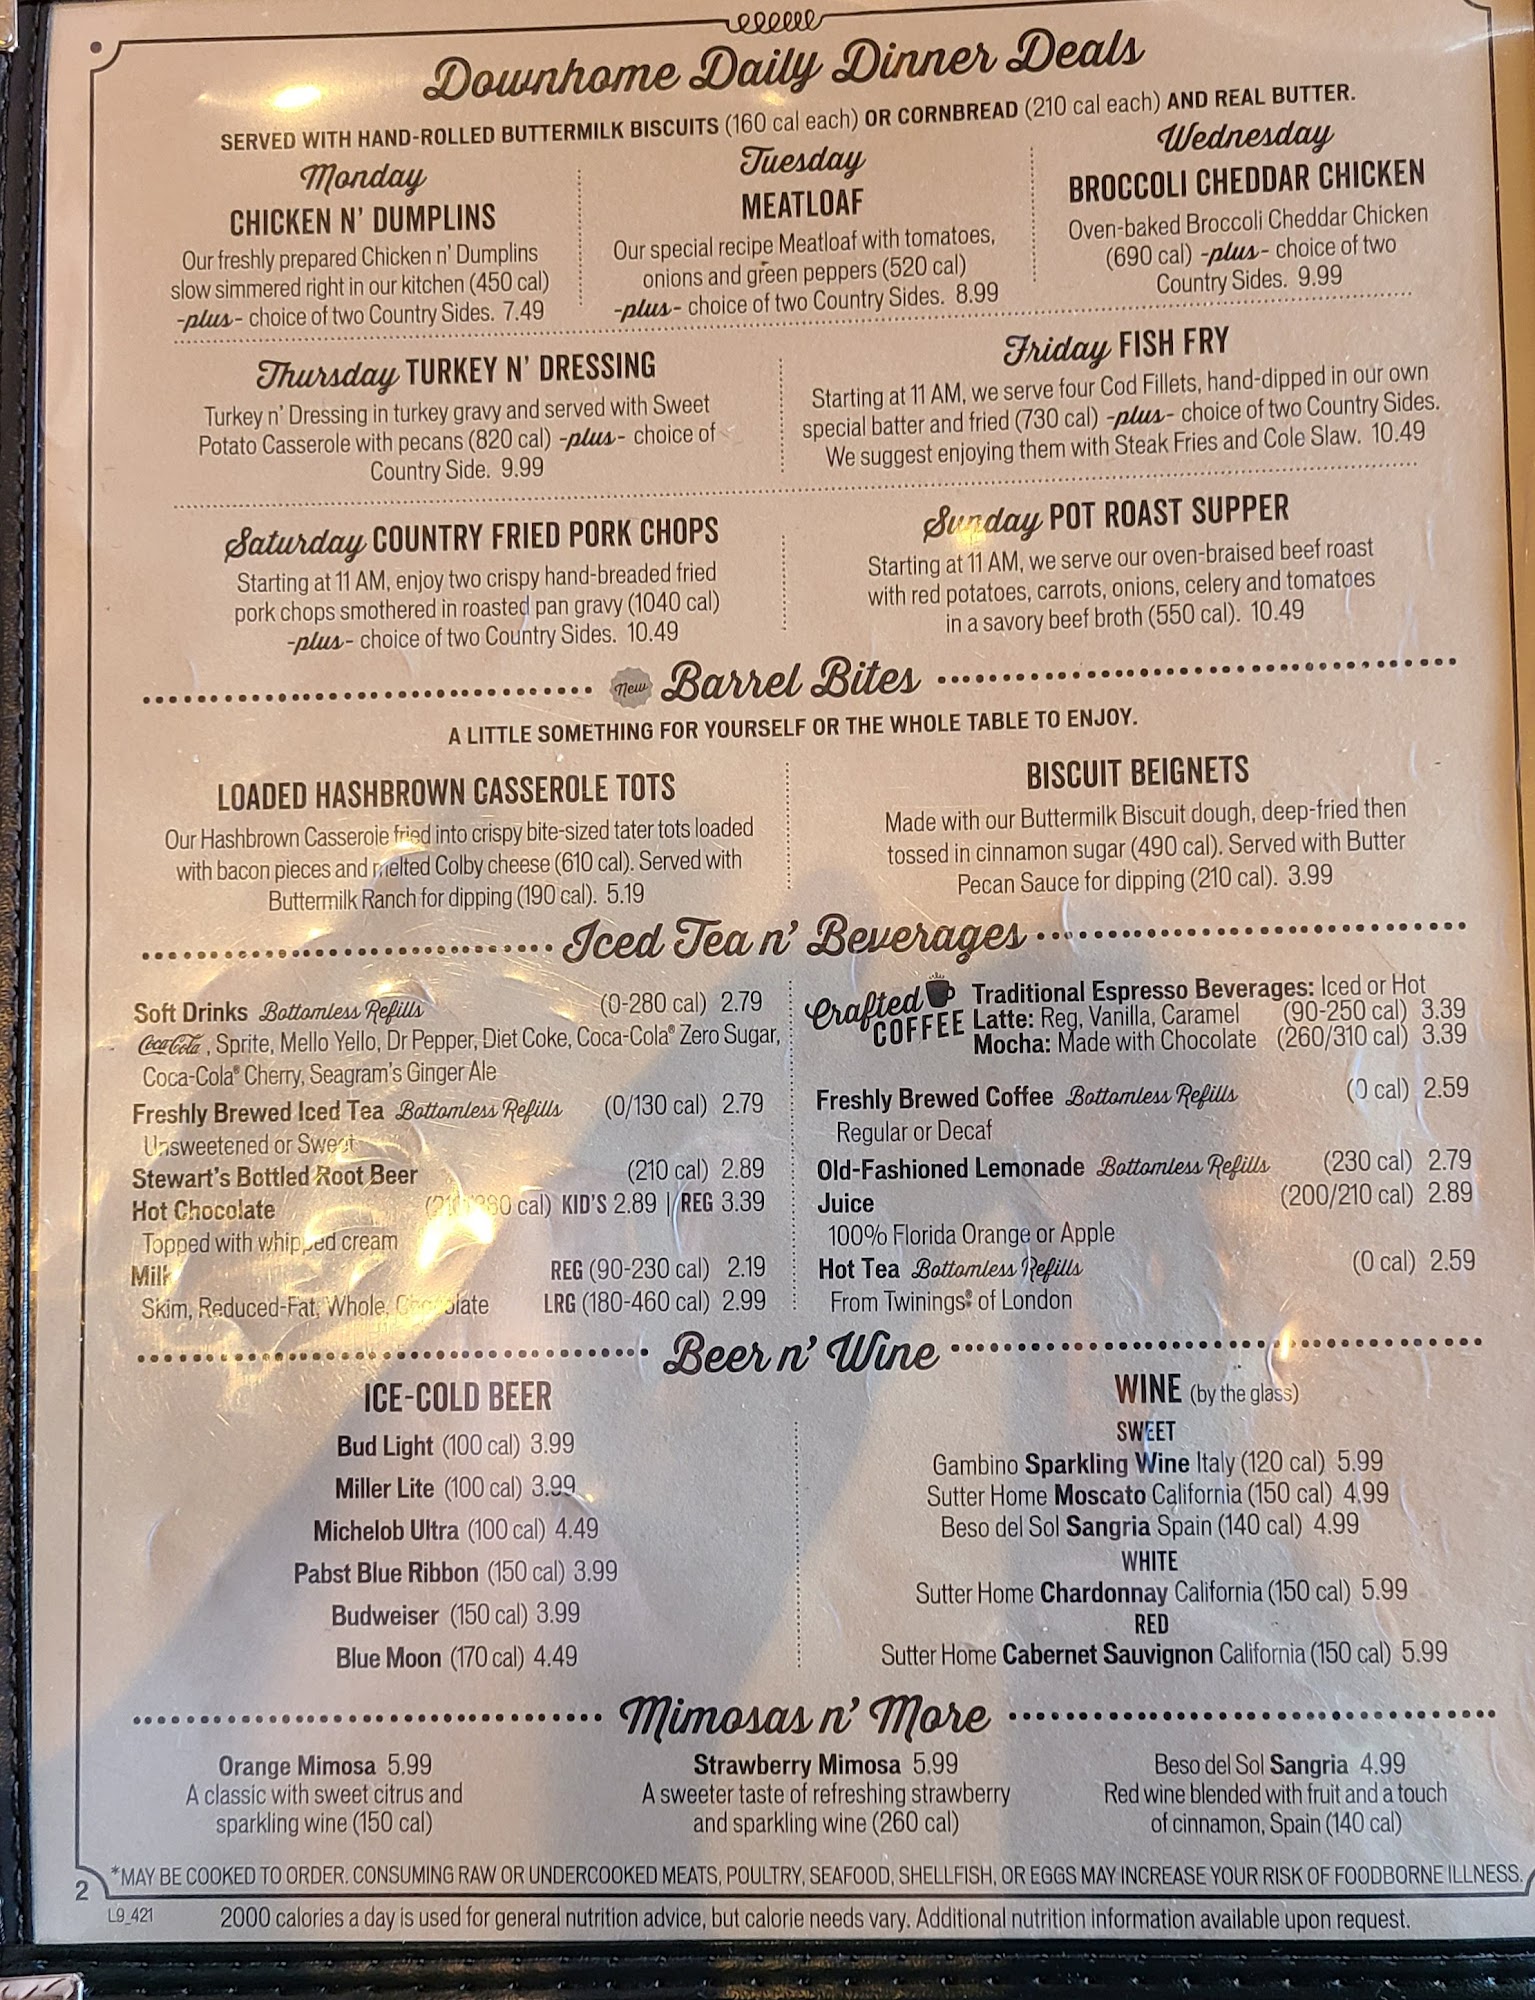 Downhome Daily Dinner Deals
SERVED WITH HAND-ROLLED BUTTERMILK BISCUITS (160 cal each) OR CORNBREAD (210 cal each) AND REAL BUTTER.
Monday
CHICKEN N' DUMPLINS
Our freshly prepared Chicken n' Dumplins
slow simmered right in our kitchen (450 cal)
-plus- choice of two Country Sides. 7.49
Tuesday
MEATLOAF
Our special recipe Meatloaf with tomatoes,
onions and green peppers (520 cal)
-plus- choice of two Country Sides. 8.99
Wednesday
BROCCOLI CHEDDAR CHICKEN
Oven-baked Broccoli Cheddar Chicken
(690 cal) -plus- choice of two
Country Sides. 9.99
Thursday TURKEY N' DRESSING
Turkey n' Dressing in turkey gravy and served with Sweet
Potato Casserole with pecans (820 cal) -plus- choice of
Country Side. 9.99
Friday FISH FRY
Starting at 11 AM, we serve four Cod Fillets, hand-dipped in our own
special batter and fried (730 cal) -plus- choice of two Country Sides.
We suggest enjoying them with Steak Fries and Cole Slaw. 10.49
Saturday COUNTRY FRIED PORK CHOPS
Starting at 11 AM, enjoy two crispy hand-breaded fried
pork chops smothered in roasted pan gravy (1040 cal)
-plus- choice of two Country Sides. 10.49
Sunday POT ROAST SUPPER
Starting at 11 AM, we serve our oven-braised beef roast
with red potatoes, carrots, onions, celery and tomatoes
in a savory beef broth (550 cal). 10.49
New Barrel Bites
A LITTLE SOMETHING FOR YOURSELF OR THE WHOLE TABLE TO ENJOY.
LOADED HASHBROWN CASSEROLE TOTS
Our Hashbrown Casserole fried into crispy bite-sized tater tots loaded
with bacon pieces and melted Colby cheese (610 cal). Served with
Buttermilk Ranch for dipping (190 cal). 5.19
BISCUIT BEIGNETS
Made with our Buttermilk Biscuit dough, deep-fried then
tossed in cinnamon sugar (490 cal). Served with Butter
Pecan Sauce for dipping (210 cal). 3.99
Iced Tea n' Beverages
Soft Drinks Bottomless Refills (0-280 cal) 2.79
Coca-Cola, Sprite, Mello Yello, Dr Pepper, Diet Coke, Coca-Cola® Zero Sugar,
Coca-Cola® Cherry, Seagram's Ginger Ale
Freshly Brewed Iced Tea Bottomless Refills (0/130 cal) 2.79
Unsweetened or Sweet
Stewart's Bottled Root Beer (210 cal) 2.89
Hot Chocolate cal) KID'S 2.89 | REG 3.39
Topped with whipped cream
Milk REG (90-230 cal) 2.19
Skim, Reduced-Fat, Whole, Chocolate LRG (180-460 cal) 2.99
Crafted COFFEE
Traditional Espresso Beverages: Iced or Hot
Latte: Reg, Vanilla, Caramel (90-250 cal) 3.39
Mocha: Made with Chocolate (260/310 cal) 3.39
Freshly Brewed Coffee Bottomless Refills (0 cal) 2.59
Regular or Decaf
Old-Fashioned Lemonade Bottomless Refills (230 cal) 2.79
Juice (200/210 cal) 2.89
100% Florida Orange or Apple
Hot Tea Bottomless Refills (0 cal) 2.59
From Twinings® of London
Beer n' Wine
ICE-COLD BEER
Bud Light (100 cal) 3.99
Miller Lite (100 cal) 3.99
Michelob Ultra (100 cal) 4.49
Pabst Blue Ribbon (150 cal) 3.99
Budweiser (150 cal) 3.99
Blue Moon (170 cal) 4.49
WINE (by the glass)
SWEET
Gambino Sparkling Wine Italy (120 cal) 5.99
Sutter Home Moscato California (150 cal) 4.99
Beso del Sol Sangria Spain (140 cal) 4.99
WHITE
Sutter Home Chardonnay California (150 cal) 5.99
RED
Sutter Home Cabernet Sauvignon California (150 cal) 5.99
Mimosas n' More
Orange Mimosa 5.99
A classic with sweet citrus and
sparkling wine (150 cal)
Strawberry Mimosa 5.99
A sweeter taste of refreshing strawberry
and sparkling wine (260 cal)
Beso del Sol Sangria 4.99
Red wine blended with fruit and a touch
of cinnamon, Spain (140 cal)
*MAY BE COOKED TO ORDER. CONSUMING RAW OR UNDERCOOKED MEATS, POULTRY, SEAFOOD, SHELLFISH, OR EGGS MAY INCREASE YOUR RISK OF FOODBORNE ILLNESS.
2
L9_421
2000 calories a day is used for general nutrition advice, but calorie needs vary. Additional nutrition information available upon request.